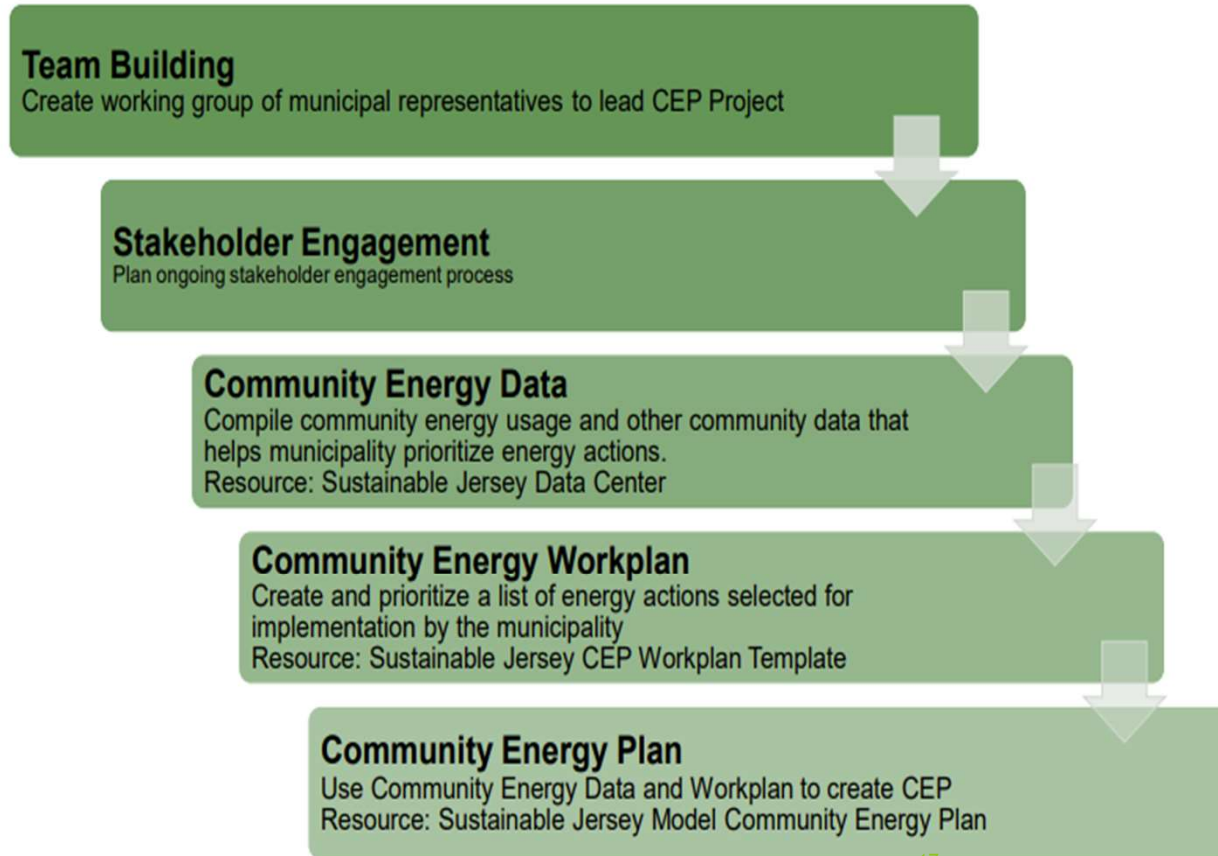 Team Building
Create working group of municipal representatives to lead CEP Project
Stakeholder Engagement
Plan ongoing stakeholder engagement process
Community Energy Data
Compile community energy usage and other community data that
helps municipality prioritize energy actions.
Resource: Sustainable Jersey Data Center
Community Energy Workplan
Create and prioritize a list of energy actions selected for
implementation by the municipality
Resource: Sustainable Jersey CEP Workplan Template
Community Energy Plan
Use Community Energy Data and Workplan to create CEP
Resource: Sustainable Jersey Model Community Energy Plan